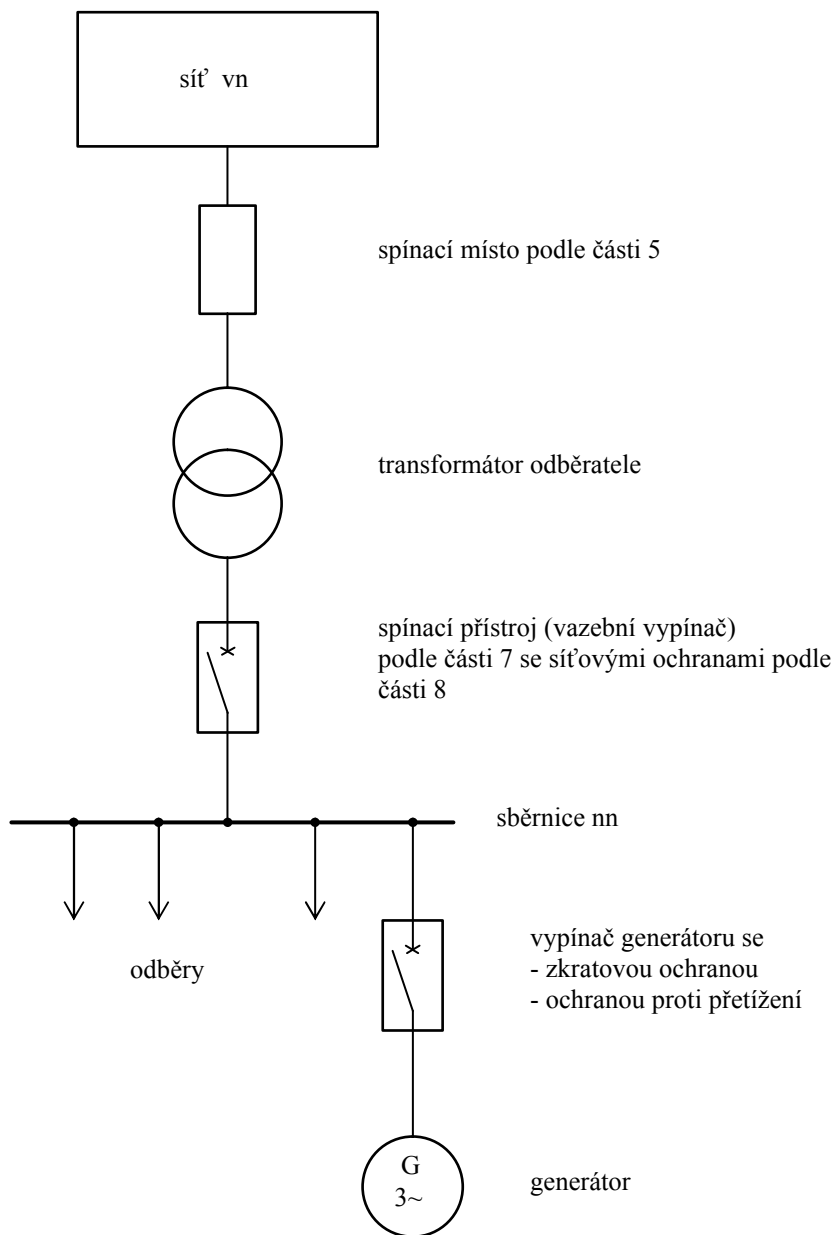 síť vn
spínací místo podle části 5
transformátor odběratele
spínací přístroj (vazební vypínač)
podle části 7 se síťovými ochranami podle
části 8
sběrnice nn
odběry
vypínač generátoru se
- zkratovou ochranou
- ochranou proti přetížení
G
3~
generátor